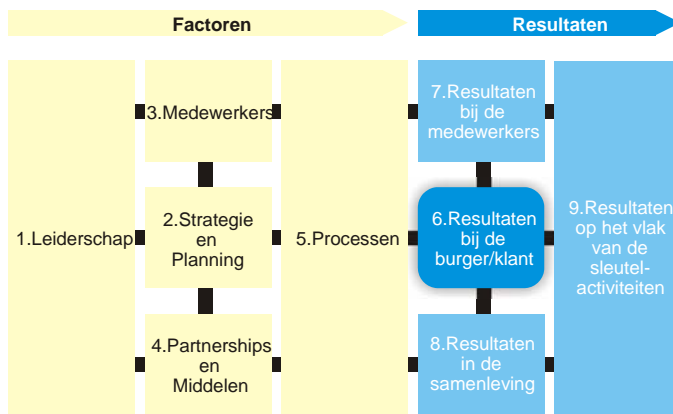 Factoren
Resultaten
1.Leiderschap
3.Medewerkers
2.Strategie
en
Planning
4.Partnerships
en
Middelen
5.Processen
7.Resultaten
bij de
medewerkers
6.Resultaten
bij de
burger/klant
8.Resultaten
in de
samenleving
9.Resultaten
op het vlak
van de
sleutel-
activiteiten